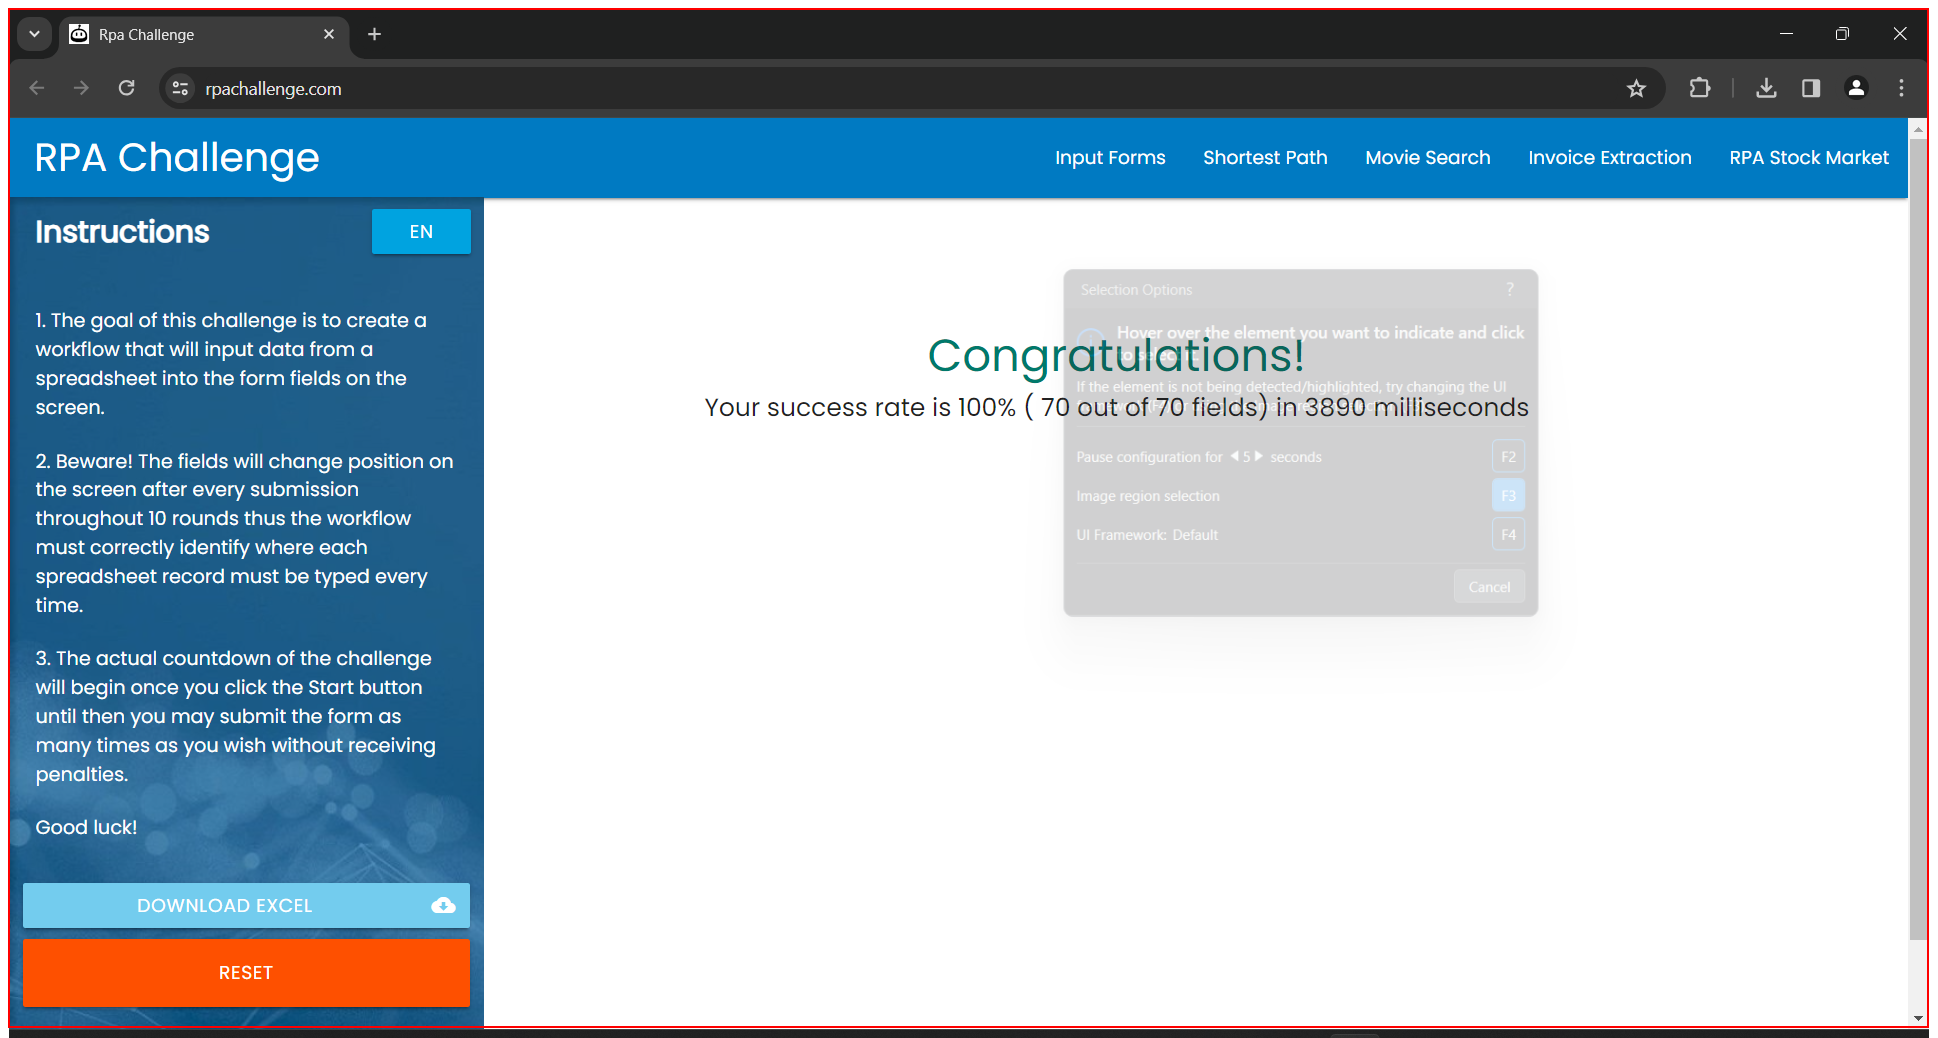 Rpa Challenge
rpachallenge.com
RPA Challenge
Input Forms Shortest Path Movie Search Invoice Extraction RPA Stock Market
Instructions
EN
1. The goal of this challenge is to create a
workflow that will input data from a
spreadsheet into the form fields on the
screen.
2. Beware! The fields will change position on
the screen after every submission
throughout 10 rounds thus the workflow
must correctly identify where each
spreadsheet record must be typed every
time.
3. The actual countdown of the challenge
will begin once you click the Start button
until then you may submit the form as
many times as you wish without receiving
penalties.
Good luck!
DOWNLOAD EXCEL
RESET
Congratulations!
Your success rate is 100% ( 70 out of 70 fields) in 3890 milliseconds
Selection Options ?
Hover over the element you want to indicate and click
to select it.
If the element is not being detected/highlighted, try changing the UI
Pause configuration for 5 seconds F2
Image region selection F3
UI Framework: Default F4
Cancel